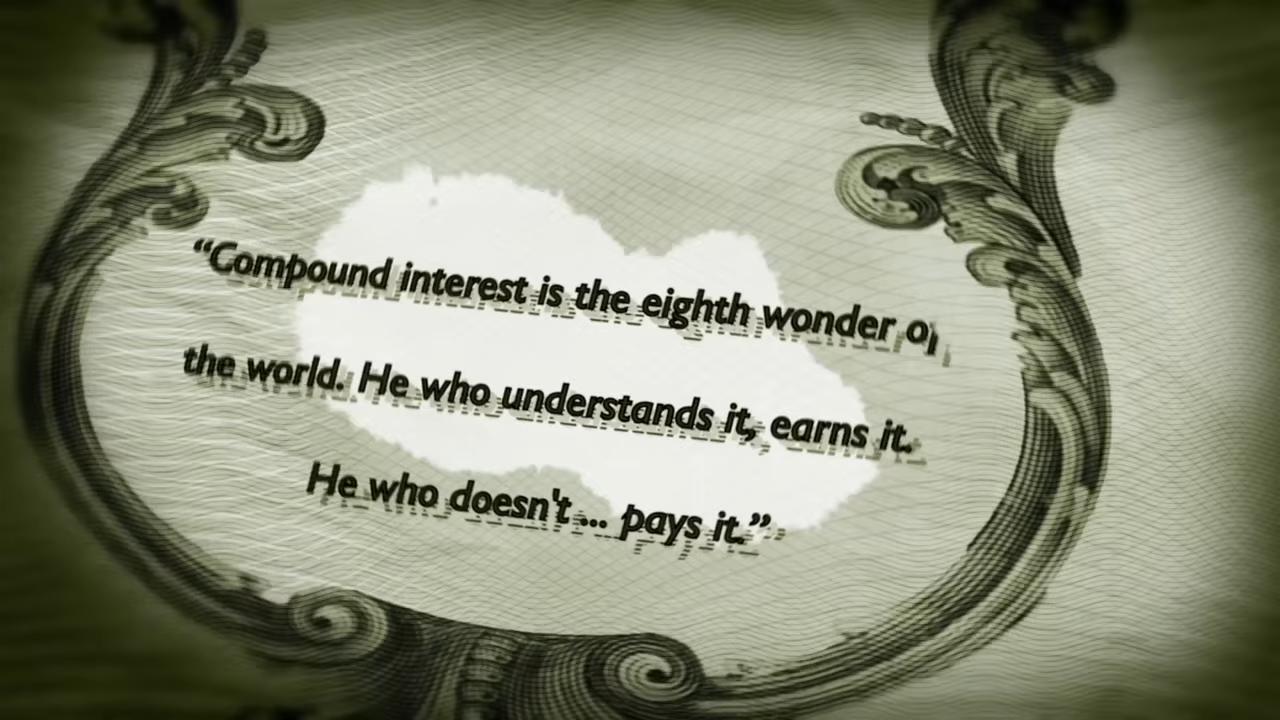 “Compound interest is the eighth wonder of
the world. He who understands it, earns it.
He who doesn't ... pays it.”